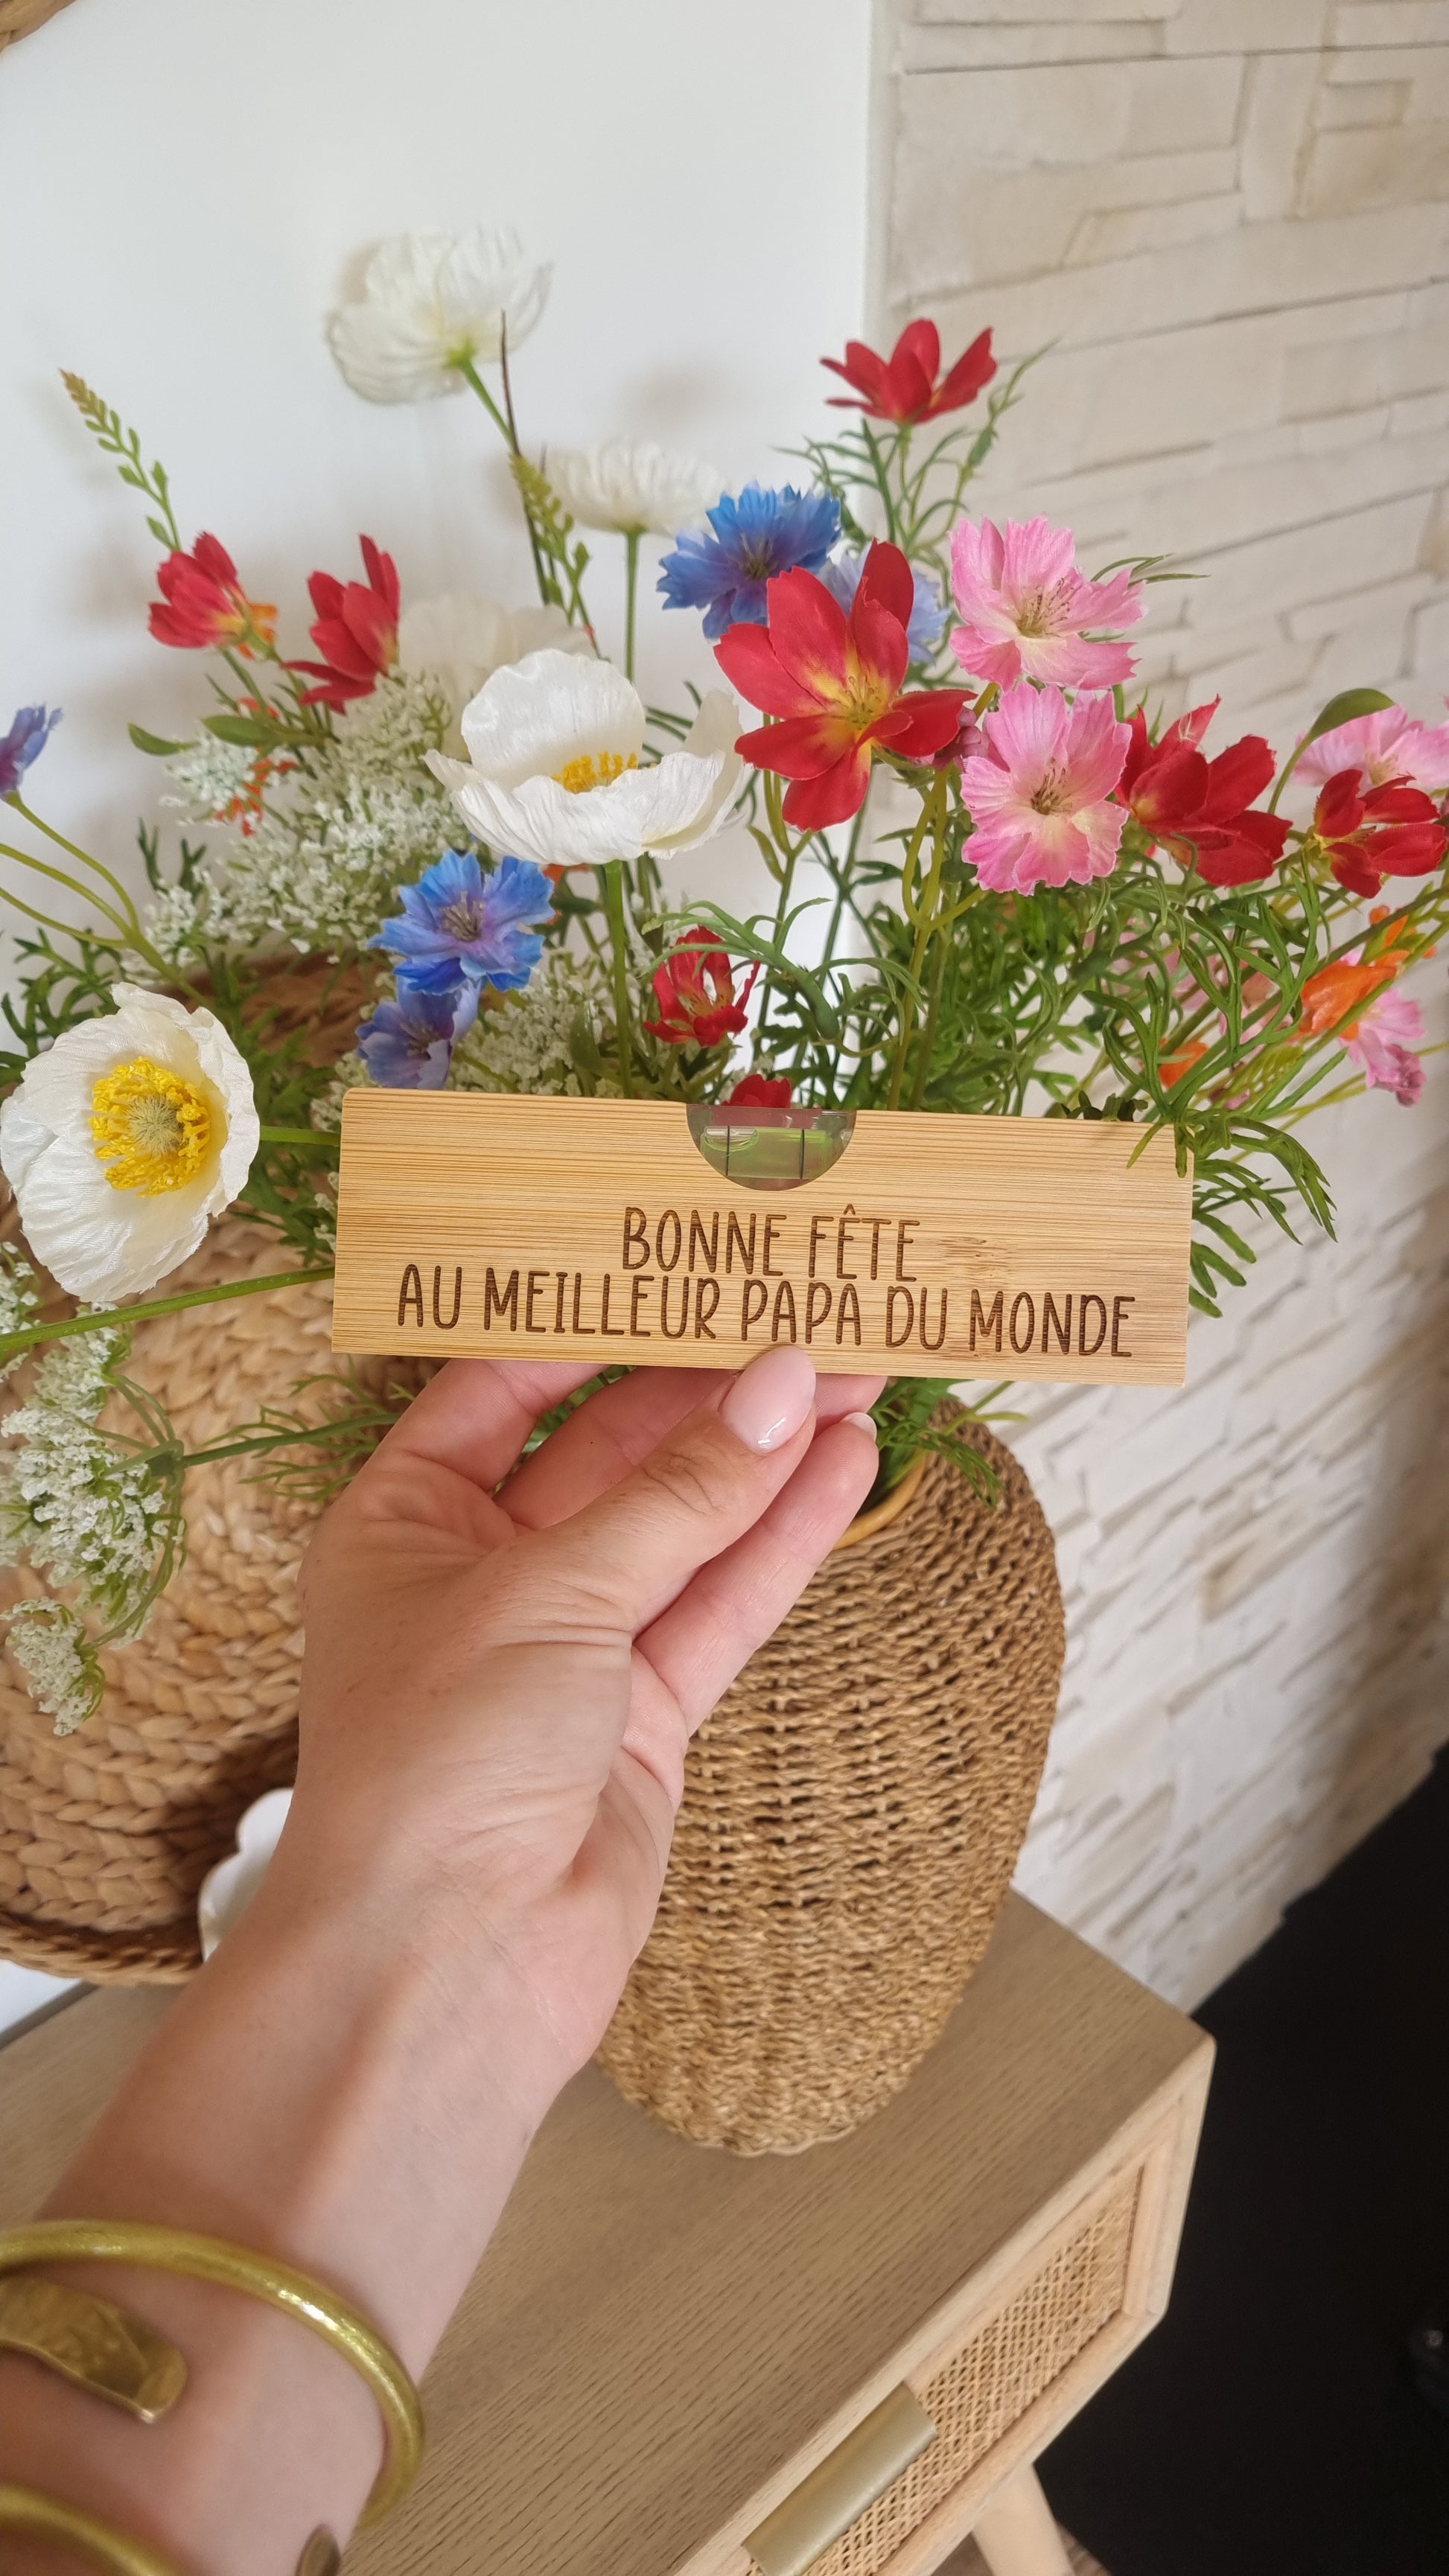 BONNE FÊTE
AU MEILLEUR PAPA DU MONDE